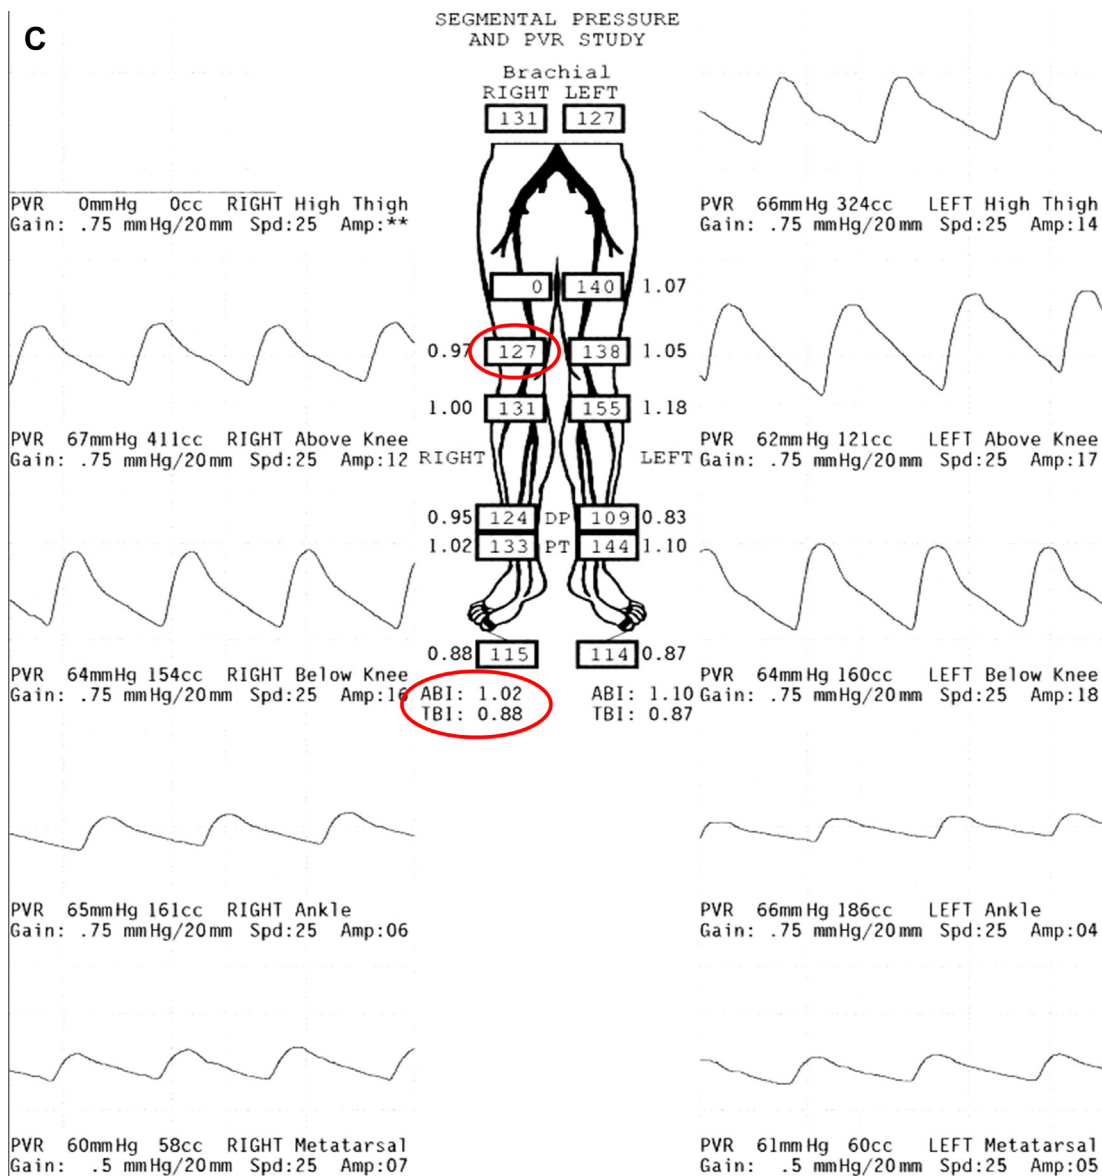 C
SEGMENTAL PRESSURE
AND PVR STUDY
Brachial
RIGHT LEFT
131 127
PVR 0mmHg 0cc RIGHT High Thigh
Gain: .75 mmHg/20mm Spd:25 Amp:**
PVR 66mmHg 324cc LEFT High Thigh
Gain: .75 mmHg/20mm Spd:25 Amp:14
0 140 1.07
0.97 127 138 1.05
1.00 131 155 1.18
PVR 67mmHg 411cc RIGHT Above Knee
Gain: .75 mmHg/20mm Spd:25 Amp:12
RIGHT LEFT
PVR 62mmHg 121cc LEFT Above Knee
Gain: .75 mmHg/20mm Spd:25 Amp:17
0.95 124 DP 109 0.83
1.02 133 PT 144 1.10
0.88 115 114 0.87
PVR 64mmHg 154cc RIGHT Below Knee
Gain: .75 mmHg/20mm Spd:25 Amp:16
ABI: 1.02 ABI: 1.10
TBI: 0.88 TBI: 0.87
PVR 64mmHg 160cc LEFT Below Knee
Gain: .75 mmHg/20mm Spd:25 Amp:18
PVR 65mmHg 161cc RIGHT Ankle
Gain: .75 mmHg/20mm Spd:25 Amp:06
PVR 66mmHg 186cc LEFT Ankle
Gain: .75 mmHg/20mm Spd:25 Amp:04
PVR 60mmHg 58cc RIGHT Metatarsal
Gain: .5 mmHg/20mm Spd:25 Amp:07
PVR 61mmHg 60cc LEFT Metatarsal
Gain: .5 mmHg/20mm Spd:25 Amp:05